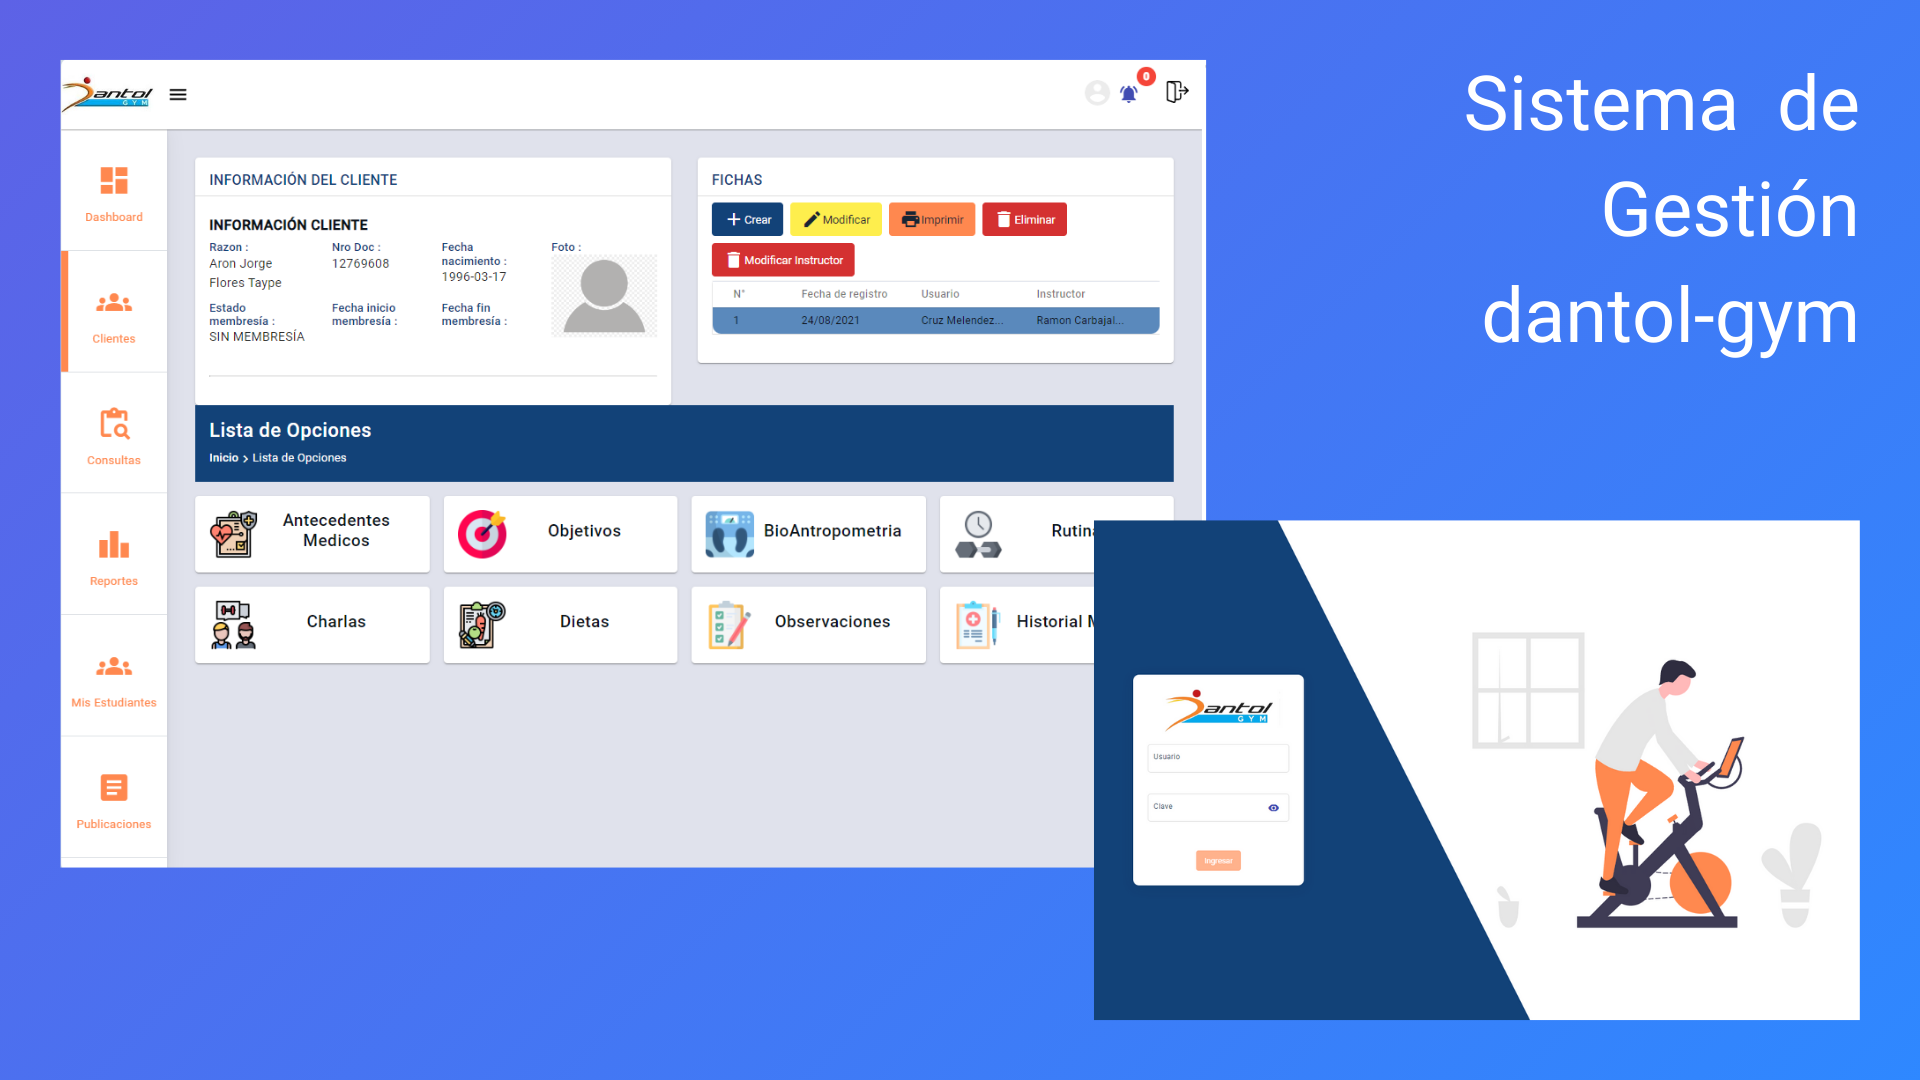 Sistema de
Gestión
dantol-gym
Dantol
GYM
0
Dashboard
Clientes
Consultas
Reportes
Mis Estudiantes
Publicaciones
INFORMACIÓN DEL CLIENTE
INFORMACIÓN CLIENTE
Razon :
Aron Jorge
Flores Taype
Nro Doc :
12769608
Fecha
nacimiento :
1996-03-17
Foto :
Estado
membresía :
SIN MEMBRESÍA
Fecha inicio
membresía :
Fecha fin
membresía :
FICHAS
Crear
Modificar
Imprimir
Eliminar
Modificar Instructor
N° Fecha de registro Usuario Instructor
1 24/08/2021 Cruz Melendez... Ramon Carbajal...
Lista de Opciones
Inicio > Lista de Opciones
Antecedentes
Medicos
Objetivos
BioAntropometria
Charlas
Dietas
Observaciones
Historial
Dantol
GYM
Usuario
Clave
Ingresar